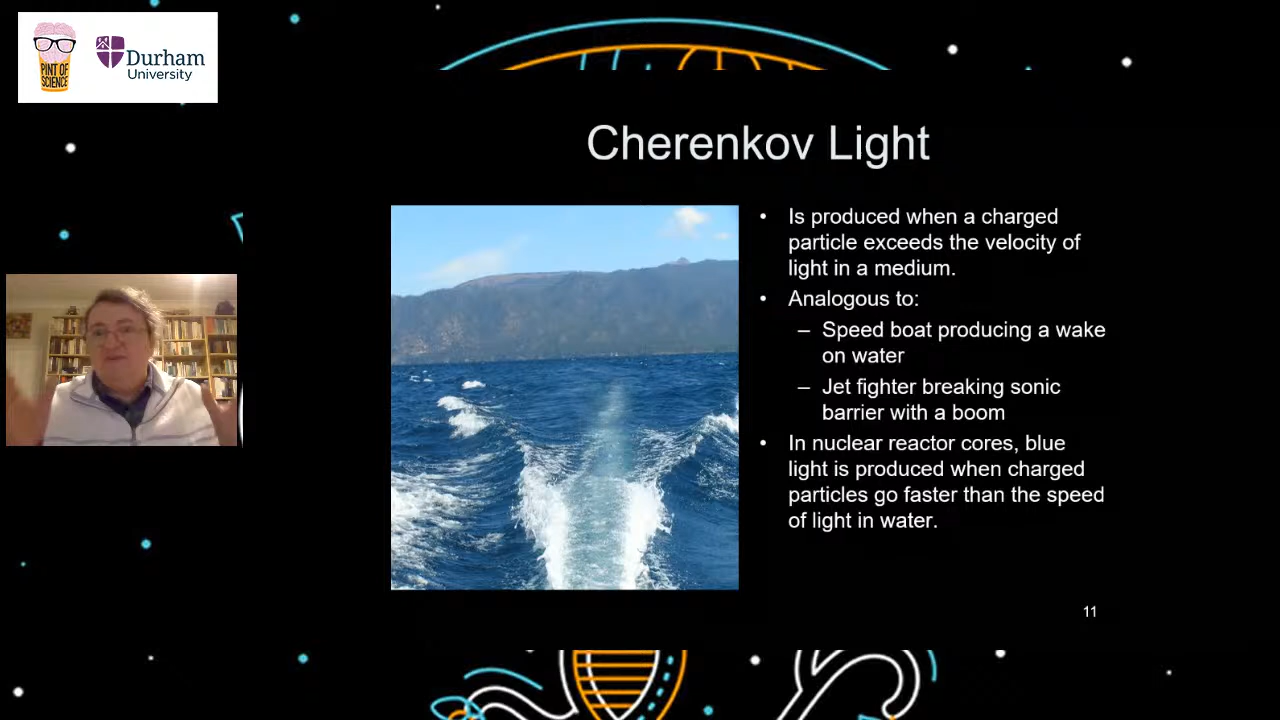 PINT OF
SCIENCE
Durham
University
Cherenkov Light
• Is produced when a charged
particle exceeds the velocity of
light in a medium.
• Analogous to:
– Speed boat producing a wake
on water
– Jet fighter breaking sonic
barrier with a boom
• In nuclear reactor cores, blue
light is produced when charged
particles go faster than the speed
of light in water.
11